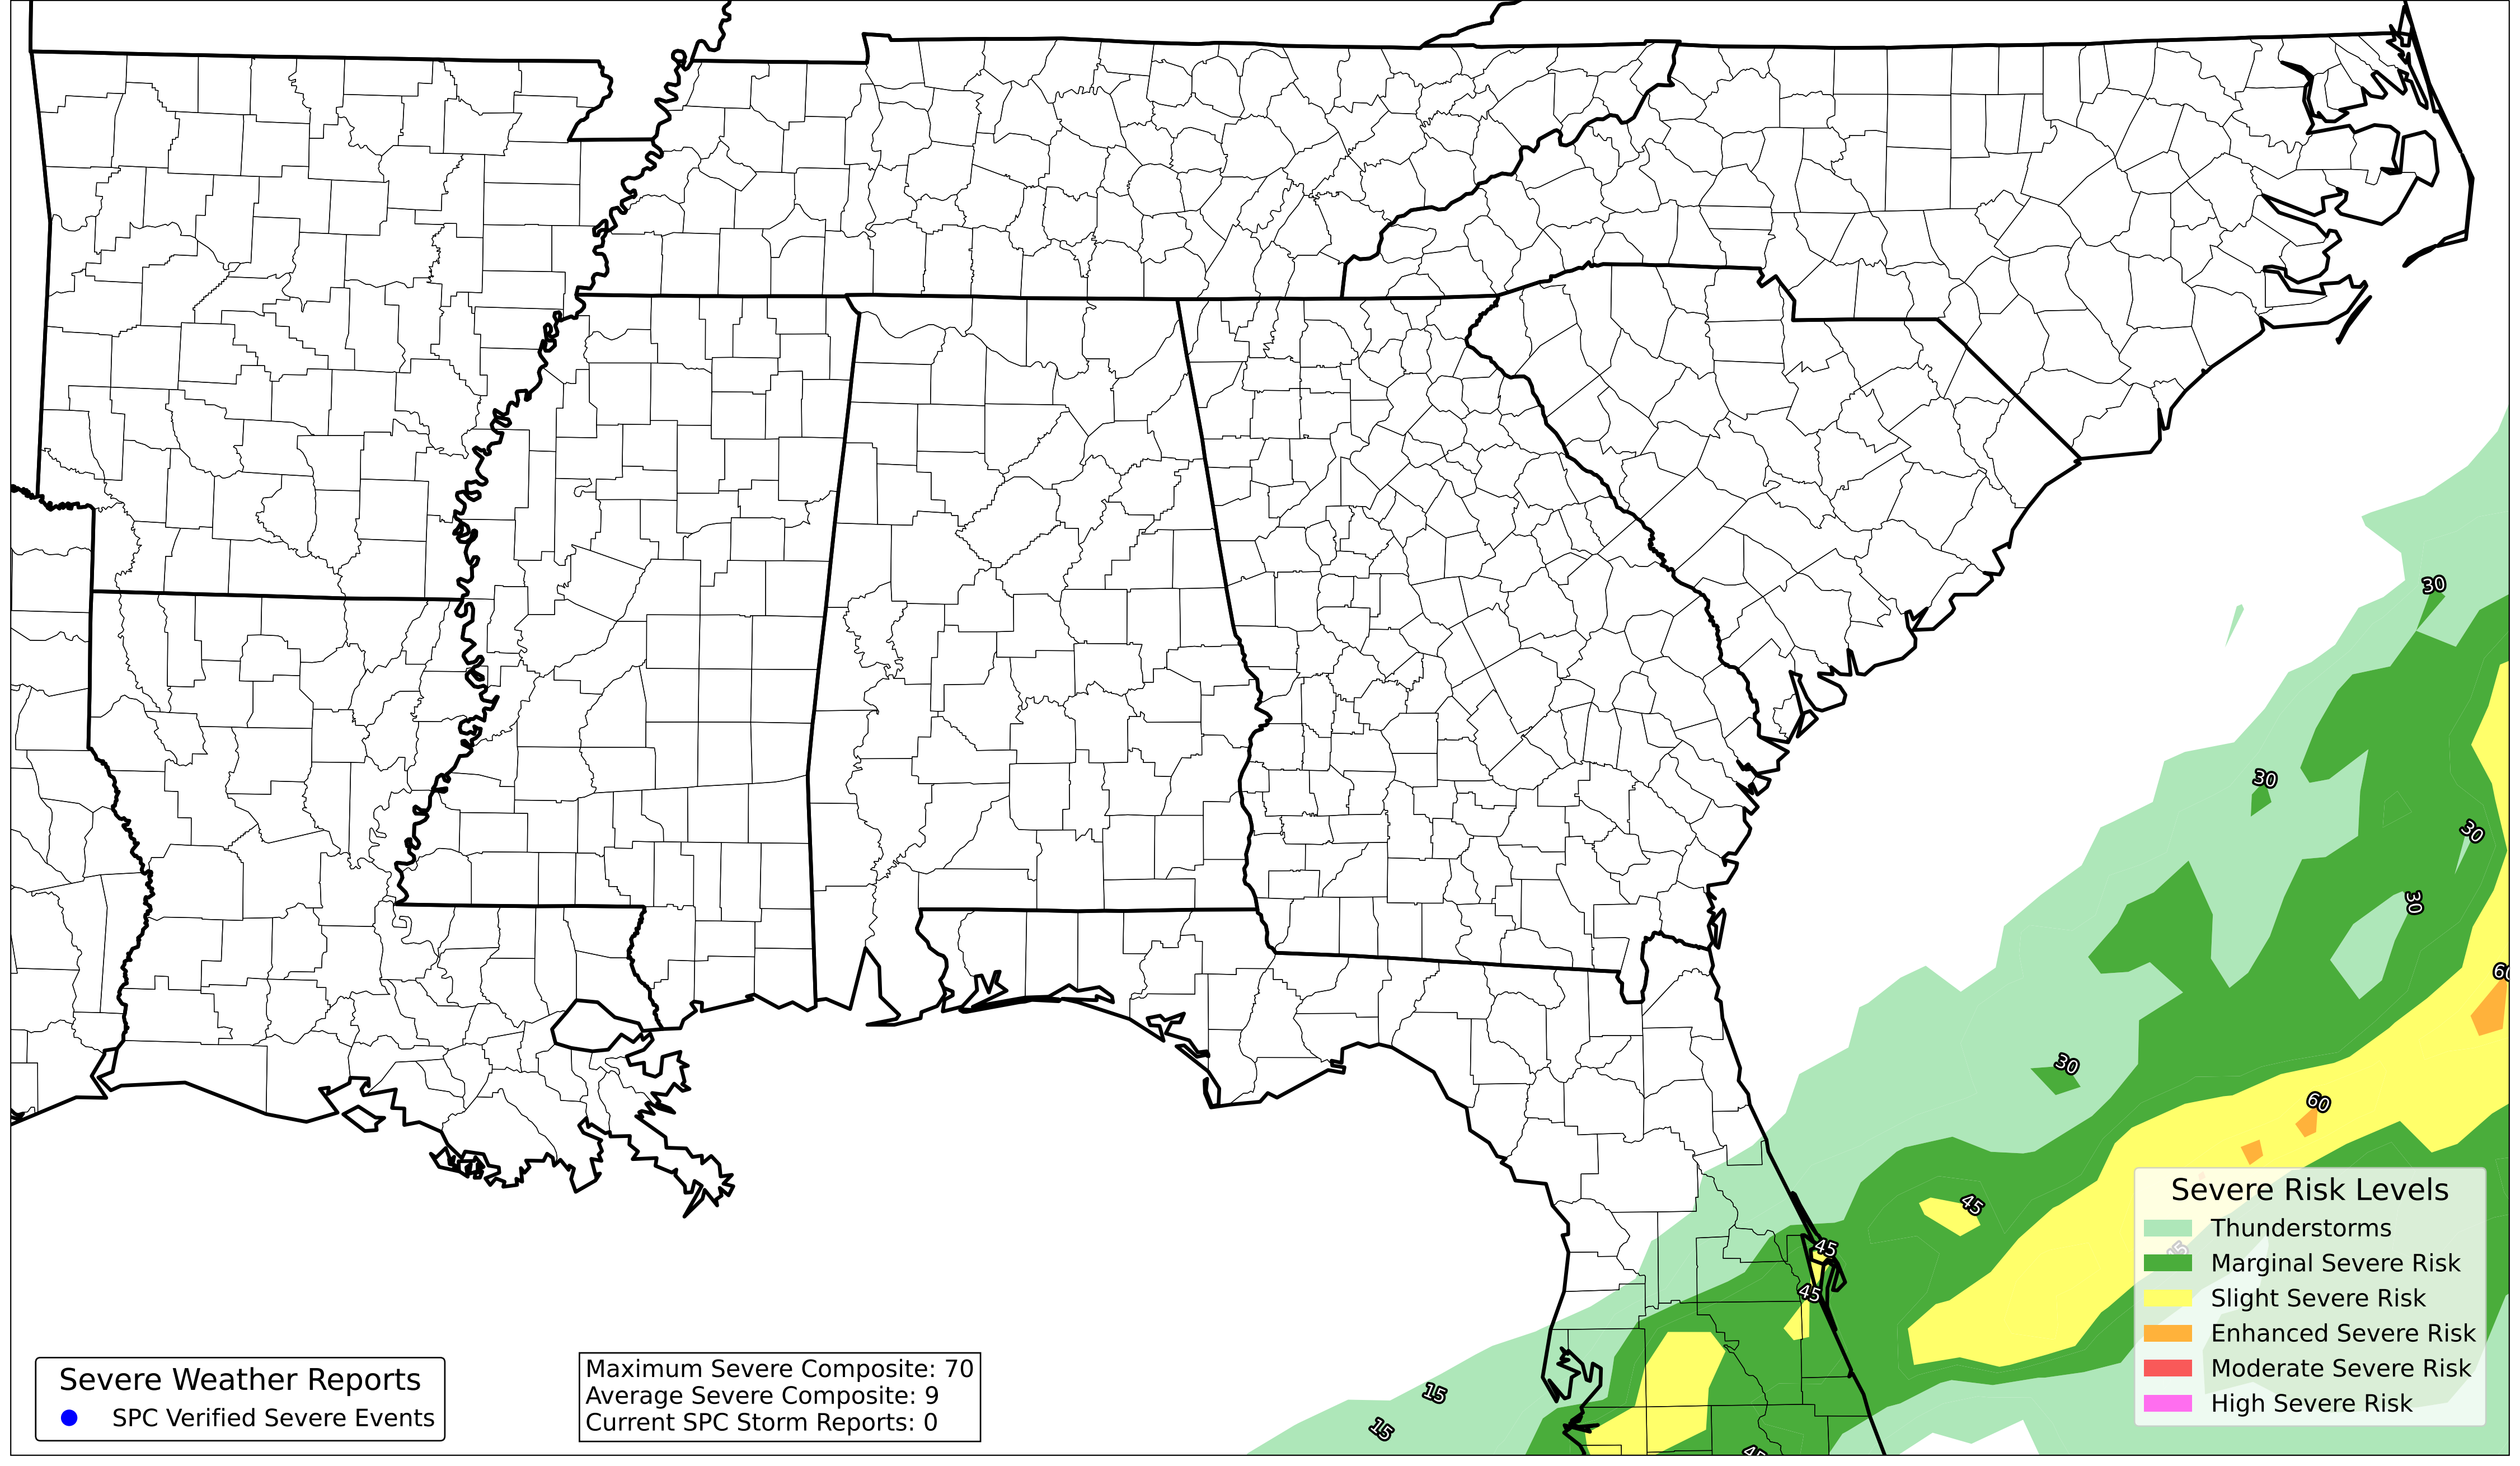 30
30
30
30
60
30
60
45
45
45
15
15
45
Severe Risk Levels
Thunderstorms
Marginal Severe Risk
Slight Severe Risk
Enhanced Severe Risk
Moderate Severe Risk
High Severe Risk
Severe Weather Reports
SPC Verified Severe Events
Maximum Severe Composite: 70
Average Severe Composite: 9
Current SPC Storm Reports: 0